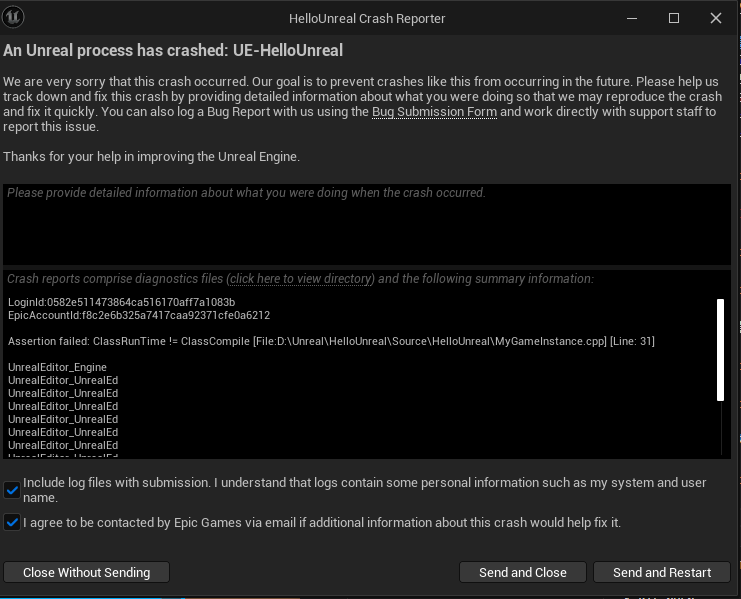 HelloUnreal Crash Reporter
An Unreal process has crashed: UE-HelloUnreal
We are very sorry that this crash occurred. Our goal is to prevent crashes like this from occurring in the future. Please help us
track down and fix this crash by providing detailed information about what you were doing so that we may reproduce the crash
and fix it quickly. You can also log a Bug Report with us using the Bug Submission Form and work directly with support staff to
report this issue.
Thanks for your help in improving the Unreal Engine.
Please provide detailed information about what you were doing when the crash occurred.
Crash reports comprise diagnostics files (click here to view directory) and the following summary information:
LoginId:0582e511473864ca516170aff7a1083b
EpicAccountId:f8c2e6b325a7417caa92371cfe0a6212
Assertion failed: ClassRunTime != ClassCompile [File:D:\Unreal\HelloUnreal\Source\HelloUnreal\MyGameInstance.cpp] [Line: 31]
UnrealEditor_Engine
UnrealEditor_UnrealEd
UnrealEditor_UnrealEd
UnrealEditor_UnrealEd
UnrealEditor_UnrealEd
UnrealEditor_UnrealEd
UnrealEditor_UnrealEd
UnrealEditor_UnrealEd
Include log files with submission. I understand that logs contain some personal information such as my system and user
name.
I agree to be contacted by Epic Games via email if additional information about this crash would help fix it.
Close Without Sending
Send and Close
Send and Restart